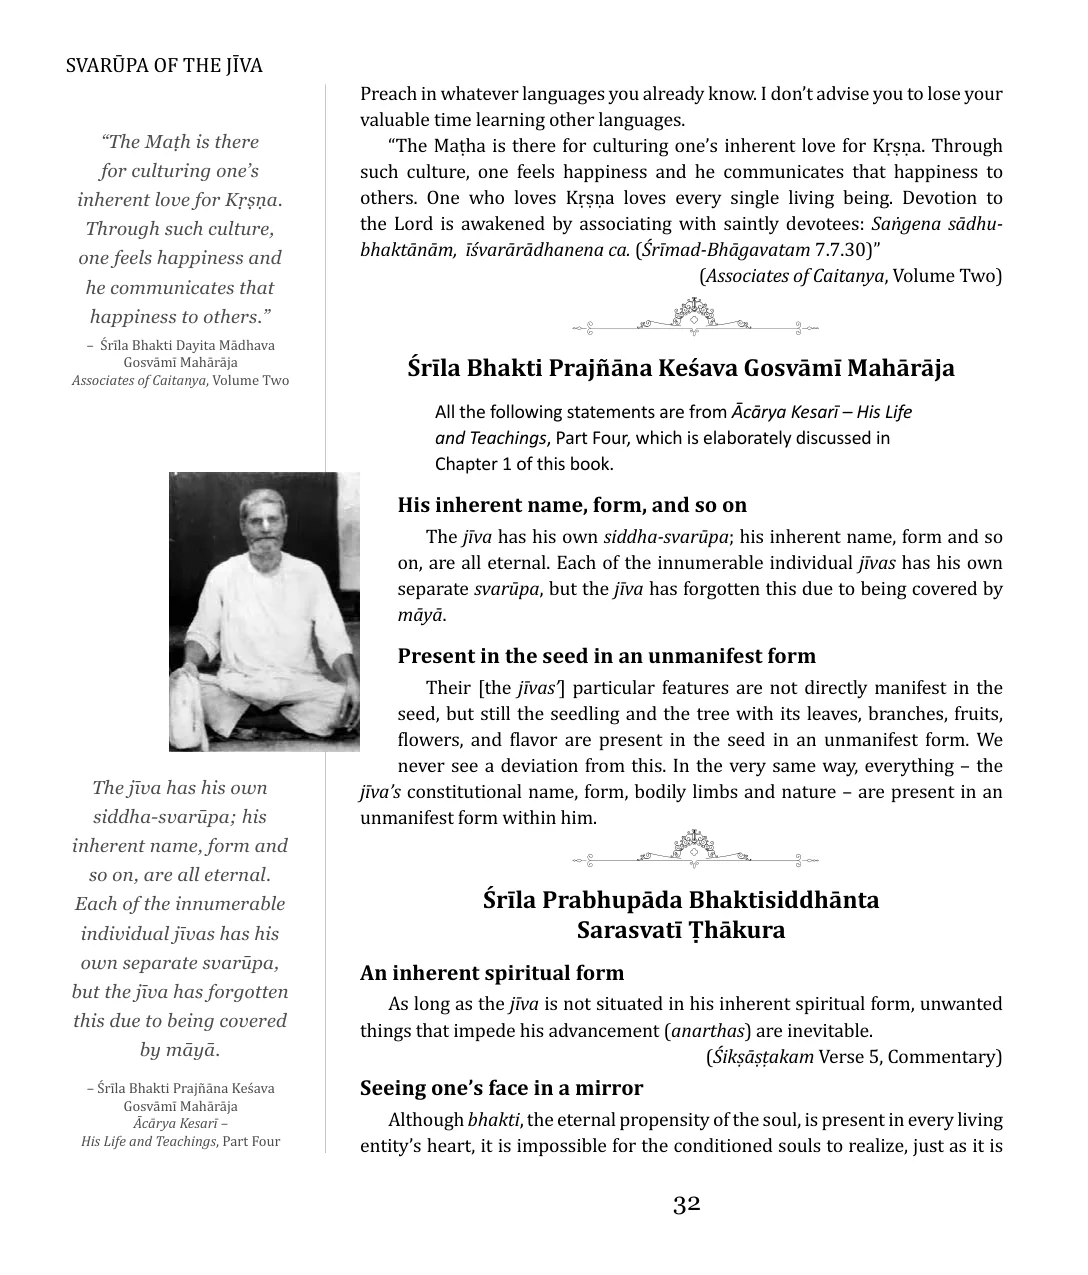 SVARŪPA OF THE JĪVA
“The Maṭh is there
for culturing one’s
inherent love for Kṛṣṇa.
Through such culture,
one feels happiness and
he communicates that
happiness to others.”
– Śrīla Bhakti Dayita Mādhava
Gosvāmī Mahārāja
Associates of Caitanya, Volume Two
The jīva has his own
siddha-svarūpa; his
inherent name, form and
so on, are all eternal.
Each of the innumerable
individual jīvas has his
own separate svarūpa,
but the jīva has forgotten
this due to being covered
by māyā.
– Śrīla Bhakti Prajñāna Keśava
Gosvāmī Mahārāja
Ācārya Kesarī –
His Life and Teachings, Part Four
Preach in whatever languages you already know. I don’t advise you to lose your
valuable time learning other languages.
“The Maṭha is there for culturing one’s inherent love for Kṛṣṇa. Through
such culture, one feels happiness and he communicates that happiness to
others. One who loves Kṛṣṇa loves every single living being. Devotion to
the Lord is awakened by associating with saintly devotees: Saṅgena sādhu-
bhaktānām, īśvarārādhanena ca. (Śrīmad-Bhāgavatam 7.7.30)”
(Associates of Caitanya, Volume Two)
Śrīla Bhakti Prajñāna Keśava Gosvāmī Mahārāja
All the following statements are from Ācārya Kesarī – His Life
and Teachings, Part Four, which is elaborately discussed in
Chapter 1 of this book.
His inherent name, form, and so on
The jīva has his own siddha-svarūpa; his inherent name, form and so
on, are all eternal. Each of the innumerable individual jīvas has his own
separate svarūpa, but the jīva has forgotten this due to being covered by
māyā.
Present in the seed in an unmanifest form
Their [the jīvas’] particular features are not directly manifest in the
seed, but still the seedling and the tree with its leaves, branches, fruits,
flowers, and flavor are present in the seed in an unmanifest form. We
never see a deviation from this. In the very same way, everything – the
jīva’s constitutional name, form, bodily limbs and nature – are present in an
unmanifest form within him.
Śrīla Prabhupāda Bhaktisiddhānta
Sarasvatī Ṭhākura
An inherent spiritual form
As long as the jīva is not situated in his inherent spiritual form, unwanted
things that impede his advancement (anarthas) are inevitable.
(Śikṣāṣṭakam Verse 5, Commentary)
Seeing one’s face in a mirror
Although bhakti, the eternal propensity of the soul, is present in every living
entity’s heart, it is impossible for the conditioned souls to realize, just as it is
32